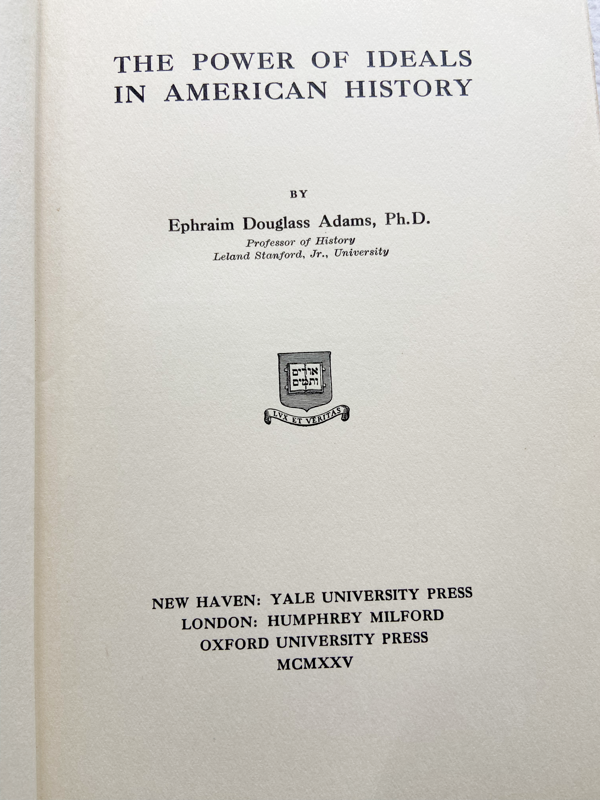 THE POWER OF IDEALS
IN AMERICAN HISTORY
BY
Ephraim Douglass Adams, Ph.D.
Professor of History
Leland Stanford, Jr., University
אורים
ותמים
LVX ET VERITAS
NEW HAVEN: YALE UNIVERSITY PRESS
LONDON: HUMPHREY MILFORD
OXFORD UNIVERSITY PRESS
MCMXXV